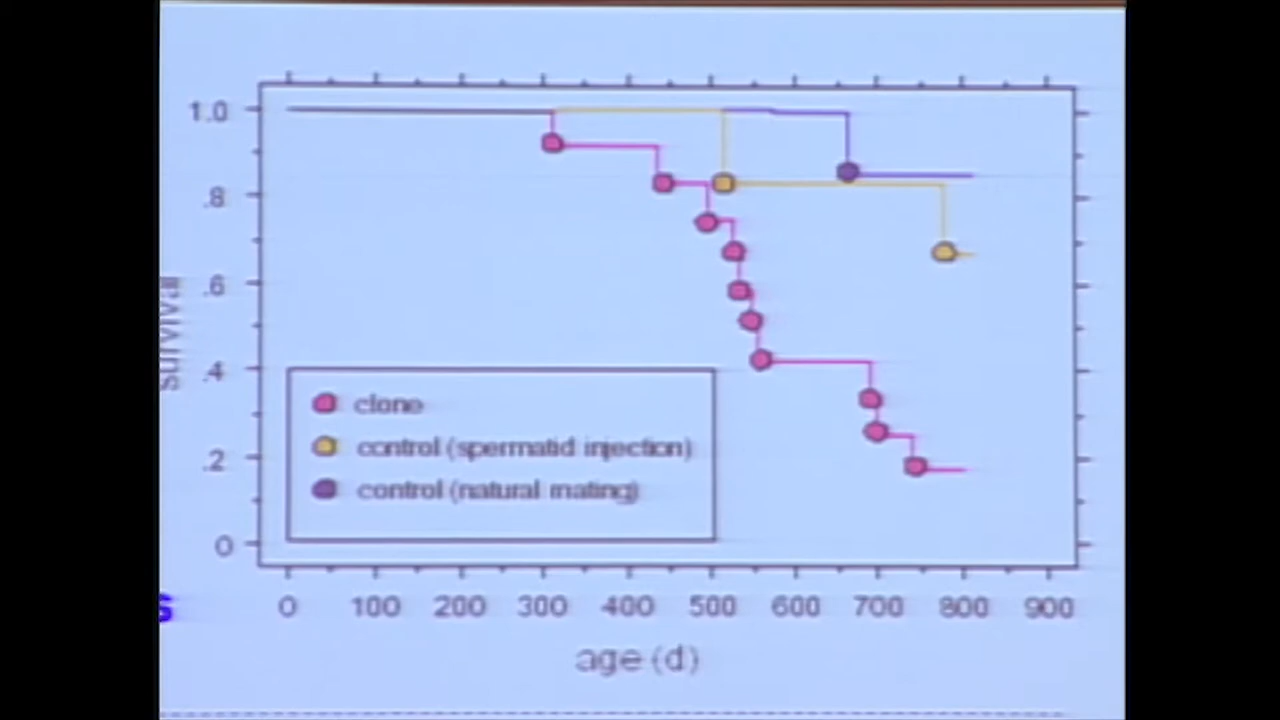 1.0
.8
.6
.4
.2
0
survival
clone
control (spermatid injection)
control (natural mating)
0 100 200 300 400 500 600 700 800 900
age (d)
s